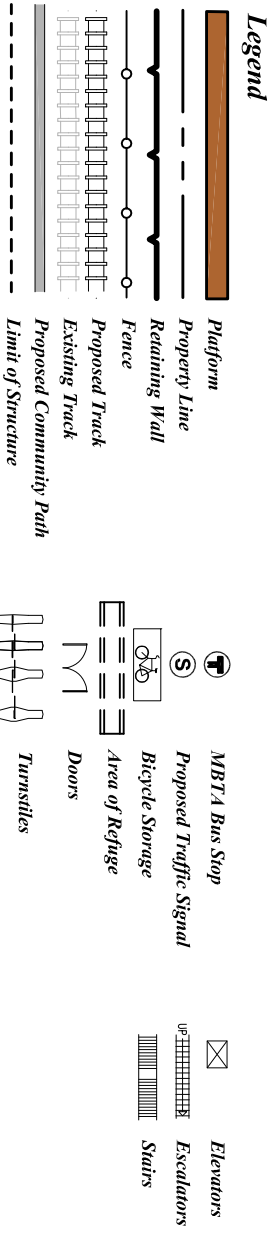 Legend
Platform
Property Line
Retaining Wall
Fence
Proposed Track
Existing Track
Proposed Community Path
Limit of Structure
T
MBTA Bus Stop
S
Proposed Traffic Signal
Bicycle Storage
Area of Refuge
Doors
Turnstiles
Elevators
UP
Escalators
Stairs